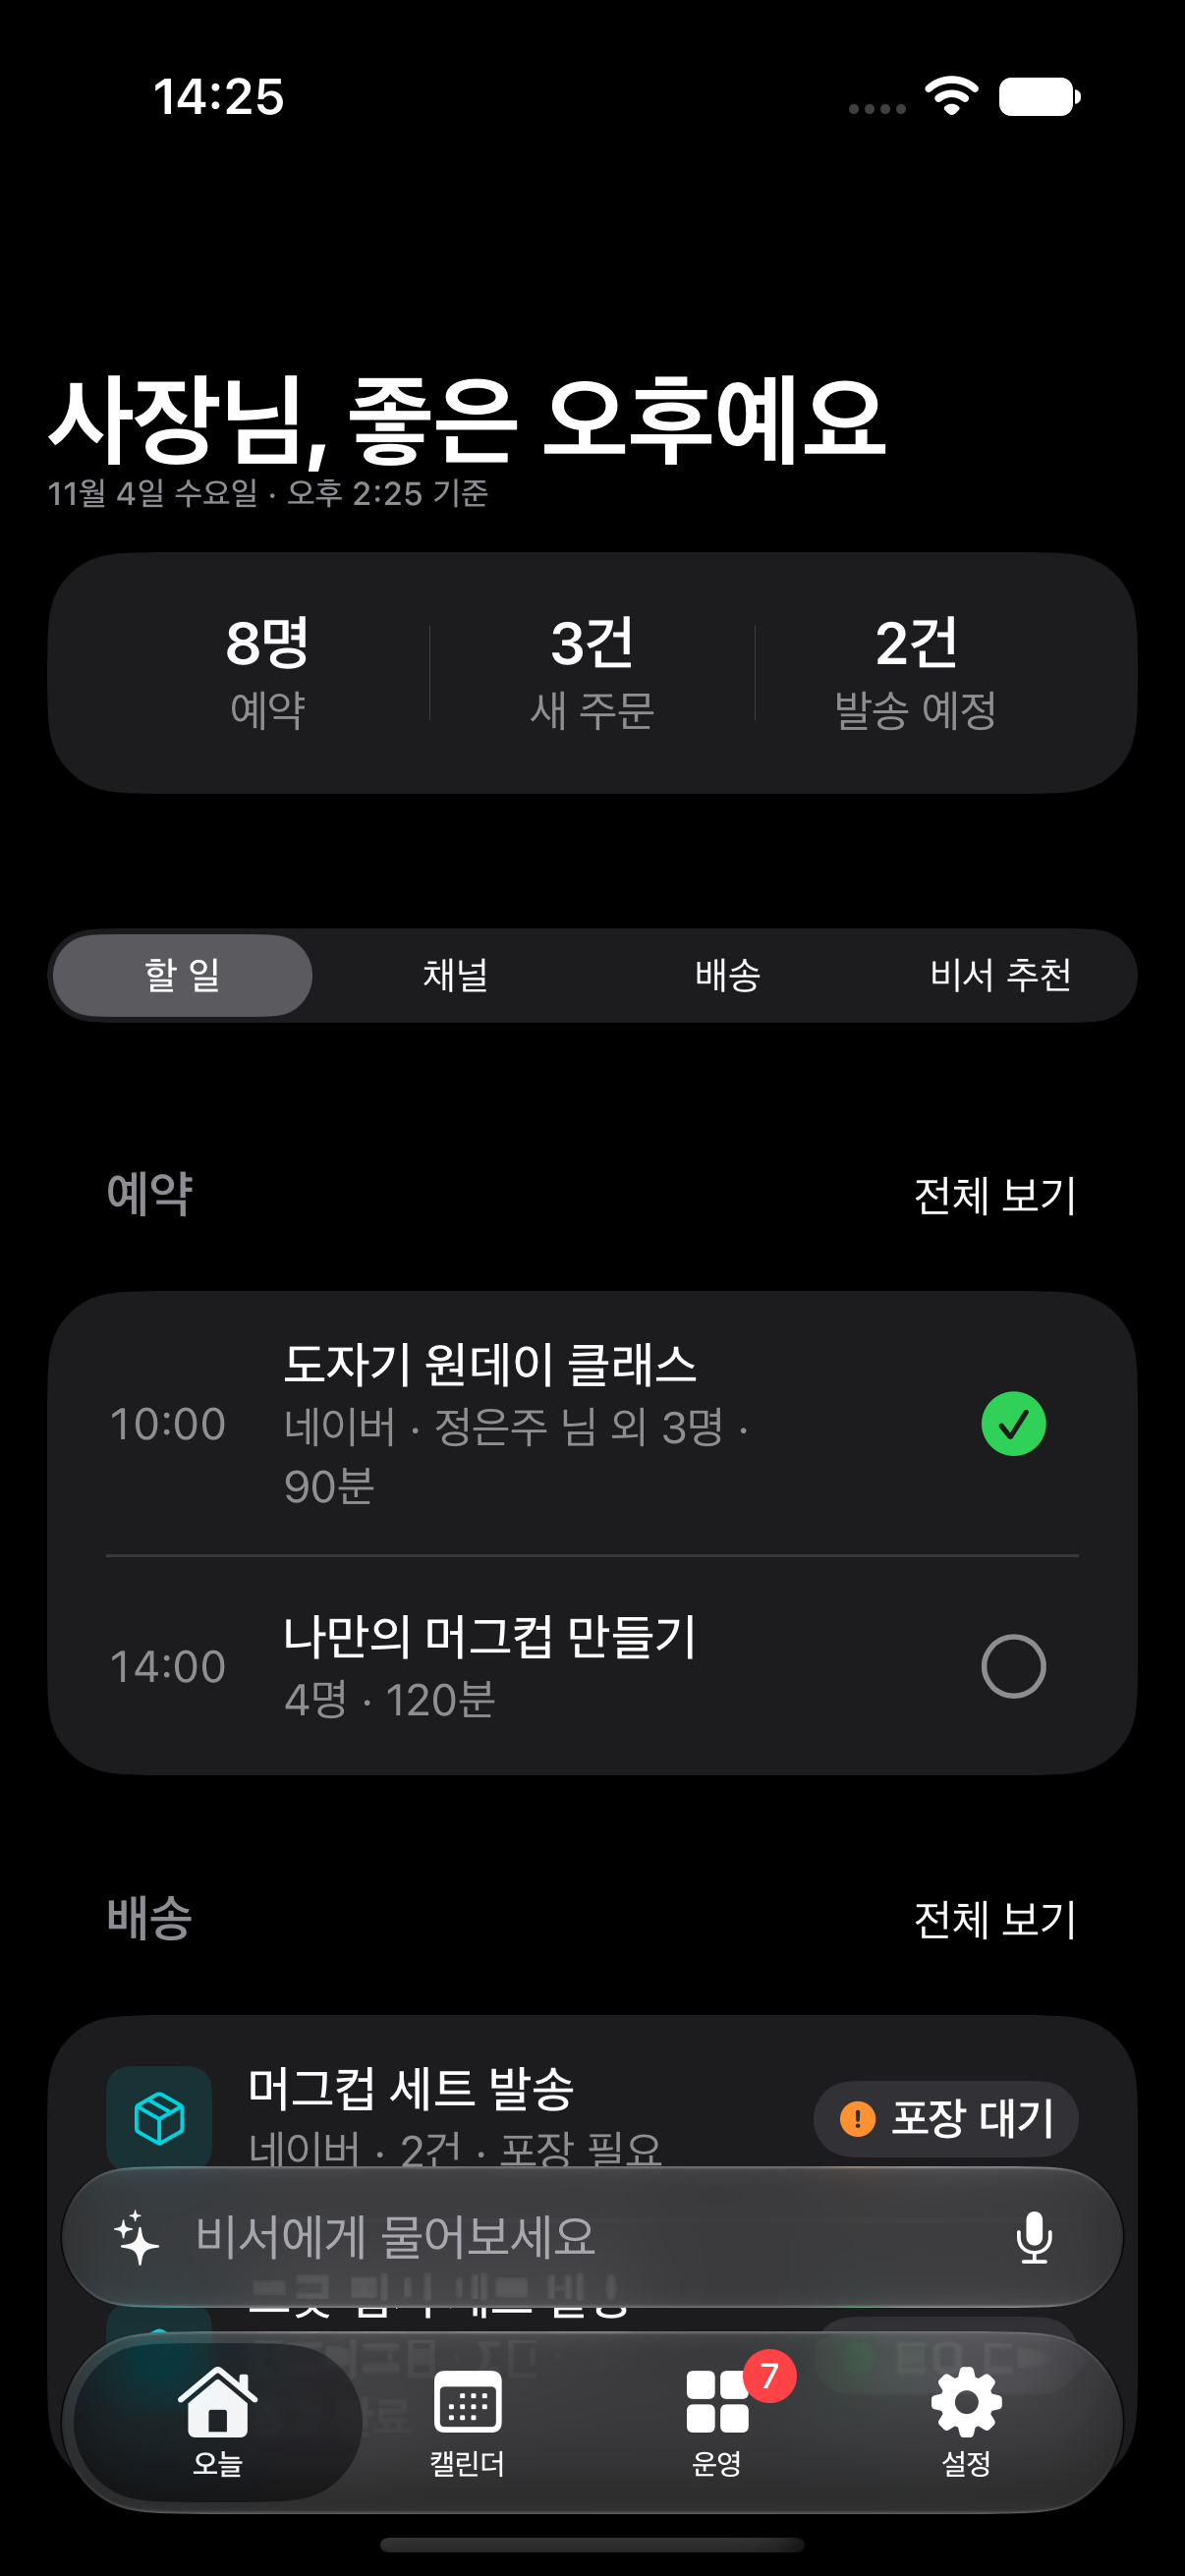 14:25
사장님, 좋은 오후예요
11월 4일 수요일 · 오후 2:25 기준
8명
예약
3건
새 주문
2건
발송 예정
할 일
채널
배송
비서 추천
예약
전체 보기
10:00
도자기 원데이 클래스
네이버 · 정은주 님 외 3명 ·
90분
14:00
나만의 머그컵 만들기
4명 · 120분
배송
전체 보기
머그컵 세트 발송
네이버 · 2건 · 포장 필요
포장 대기
비서에게 물어보세요
7
오늘
캘린더
운영
설정